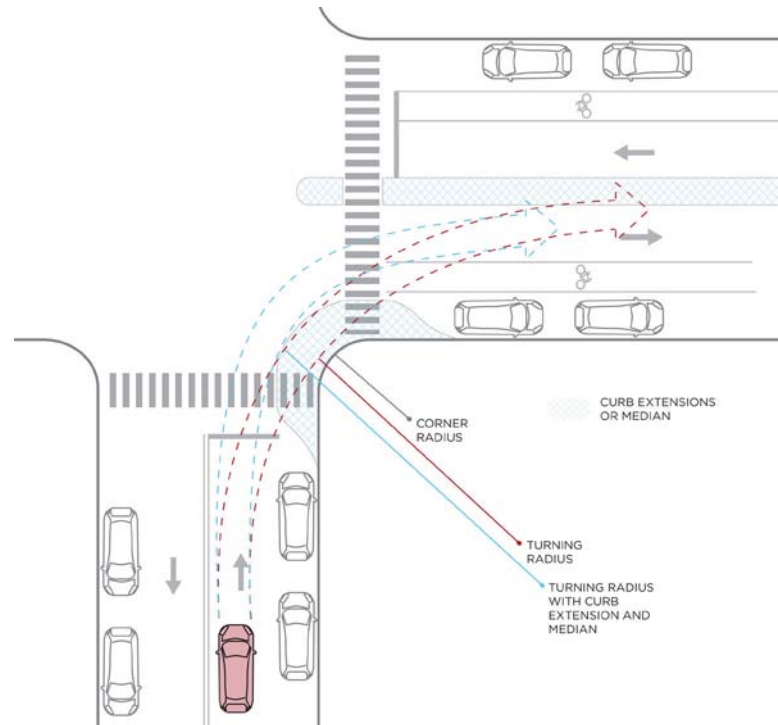 CORNER
RADIUS
CURB EXTENSIONS
OR MEDIAN
TURNING
RADIUS
TURNING RADIUS
WITH CURB
EXTENSION AND
MEDIAN